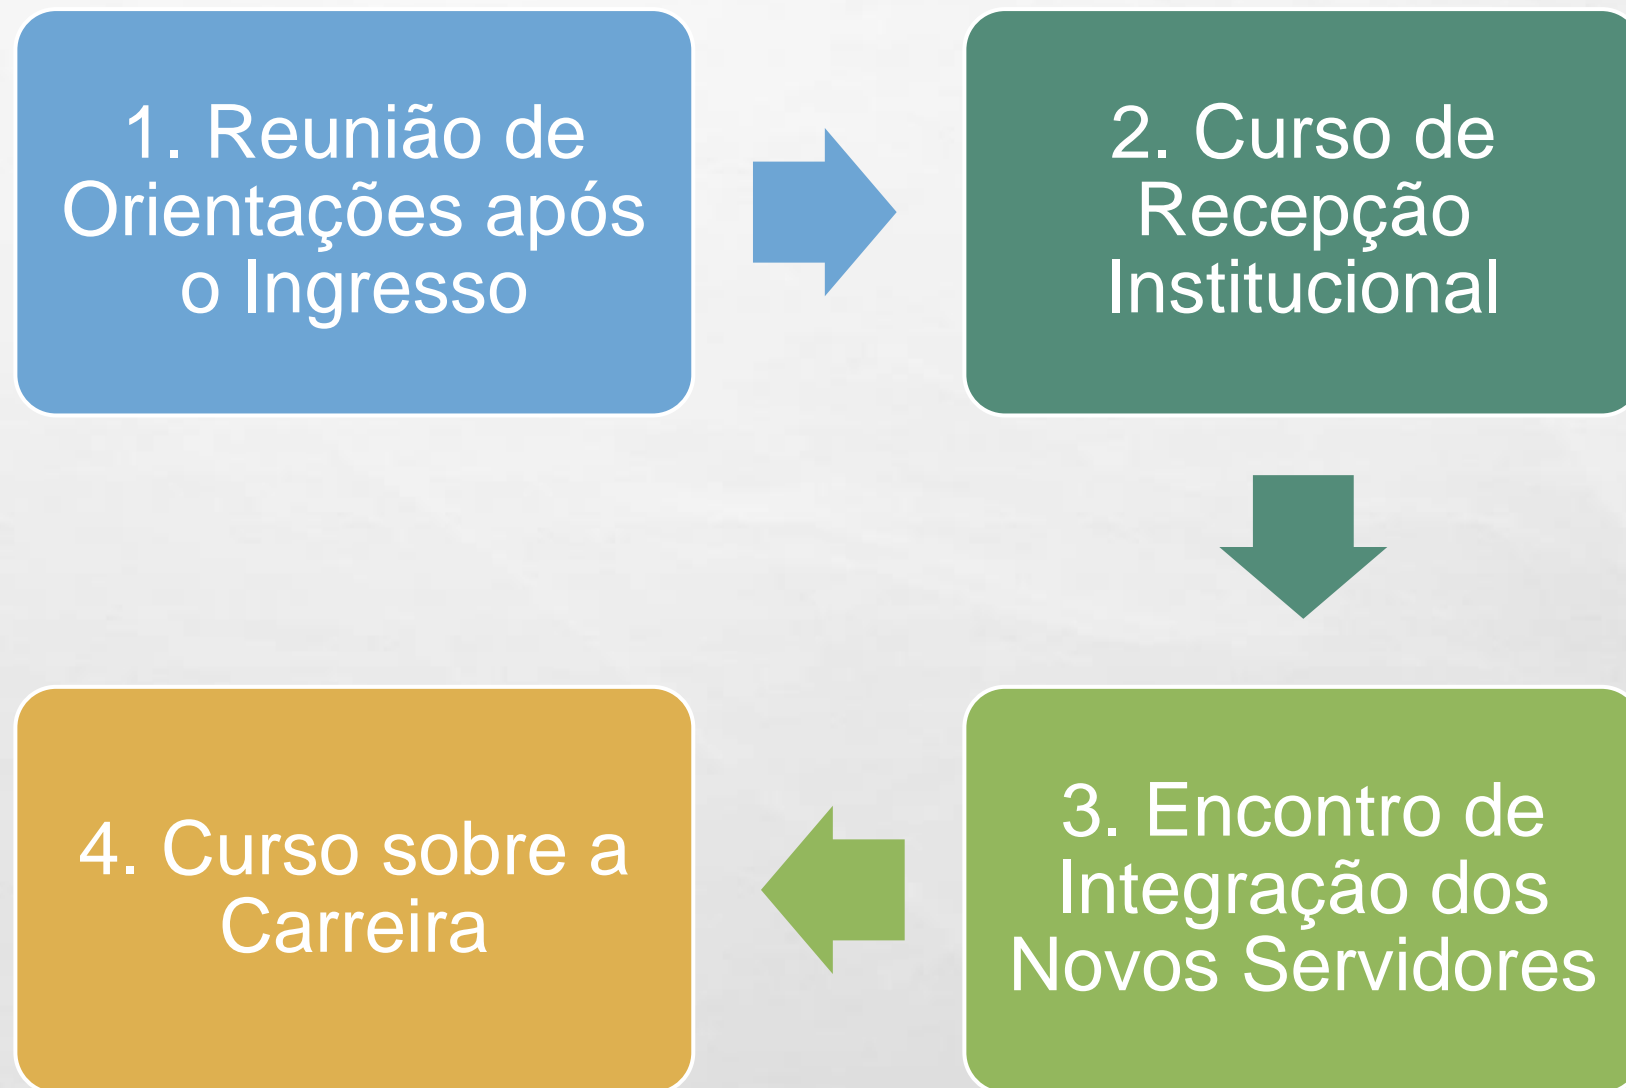 1. Reunião de
Orientações após
o Ingresso
2. Curso de
Recepção
Institucional
3. Encontro de
Integração dos
Novos Servidores
4. Curso sobre a
Carreira